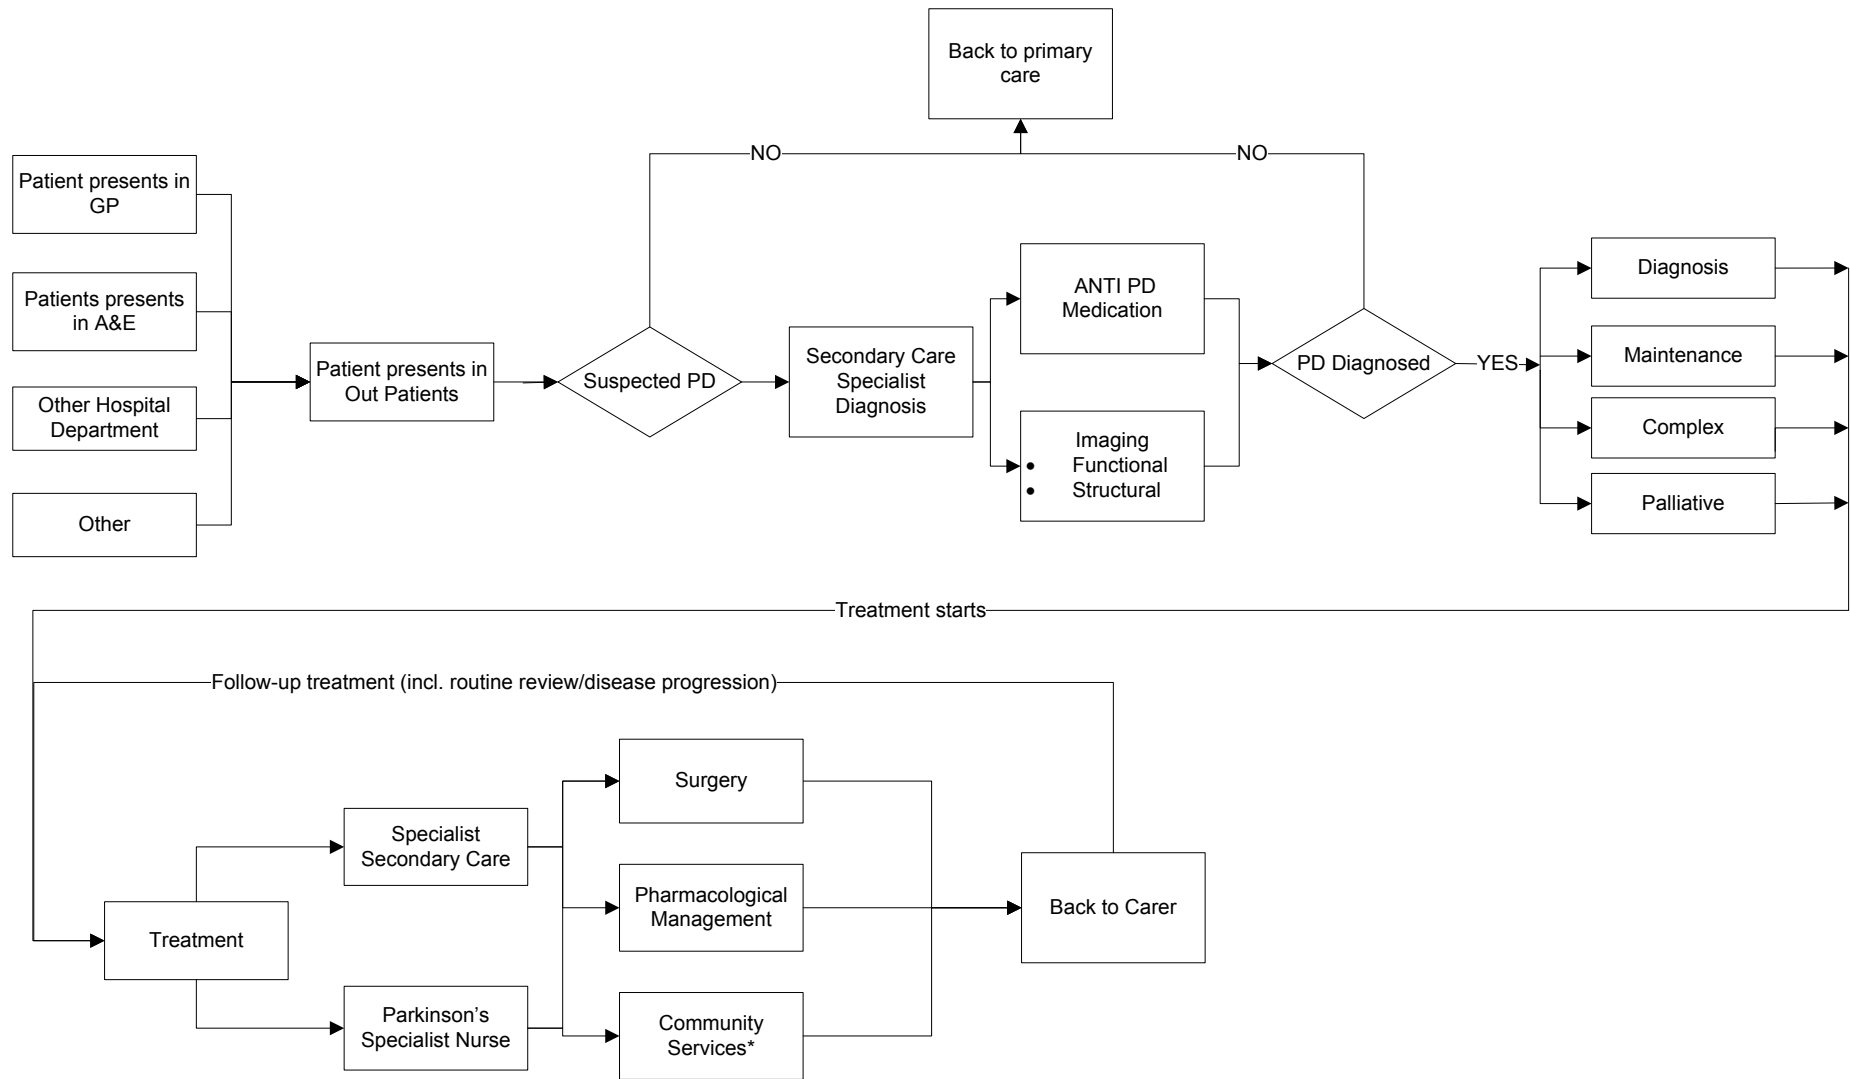 Back to primary
care
NO
NO
Patient presents in
GP
Patients presents
in A&E
Other Hospital
Department
Other
Patient presents in
Out Patients
Suspected PD
Secondary Care
Specialist
Diagnosis
ANTI PD
Medication
Imaging
• Functional
• Structural
PD Diagnosed
YES
Diagnosis
Maintenance
Complex
Palliative
Treatment starts
Follow-up treatment (incl. routine review/disease progression)
Treatment
Specialist
Secondary Care
Parkinson’s
Specialist Nurse
Surgery
Pharmacological
Management
Community
Services*
Back to Carer